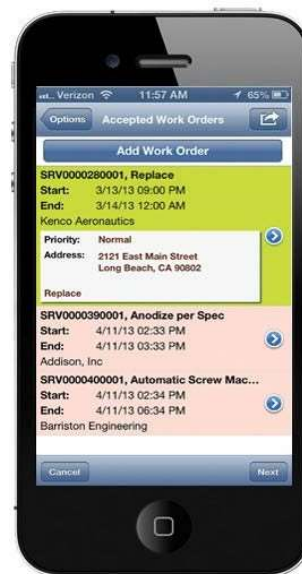 Verizon 11:57 AM 65%
Options Accepted Work Orders
Add Work Order
SRV0000280001, Replace
Start: 3/13/13 09:00 PM
End: 3/14/13 12:00 AM
Kenco Aeronautics
Priority: Normal
Address: 2121 East Main Street
Long Beach, CA 90802
Replace
SRV0000390001, Anodize per Spec
Start: 4/11/13 02:33 PM
End: 4/11/13 03:33 PM
Addison, Inc
SRV0000400001, Automatic Screw Mac...
Start: 4/11/13 02:34 PM
End: 4/11/13 06:34 PM
Barriston Engineering
Cancel Next